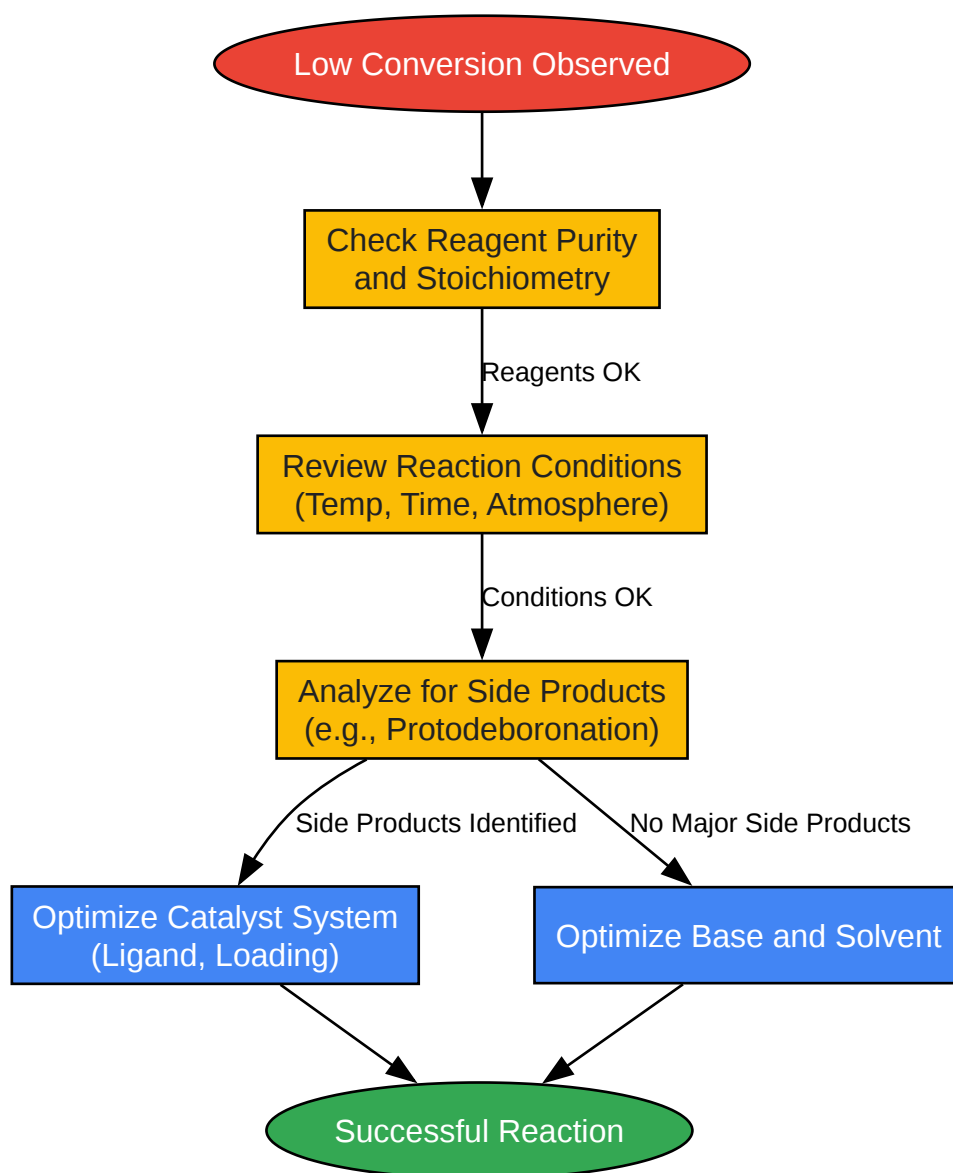 Low Conversion Observed
Check Reagent Purity
and Stoichiometry
Reagents OK
Review Reaction Conditions
(Temp, Time, Atmosphere)
Conditions OK
Analyze for Side Products
(e.g., Protodeboronation)
Side Products Identified
No Major Side Products
Optimize Catalyst System
(Ligand, Loading)
Optimize Base and Solvent
Successful Reaction